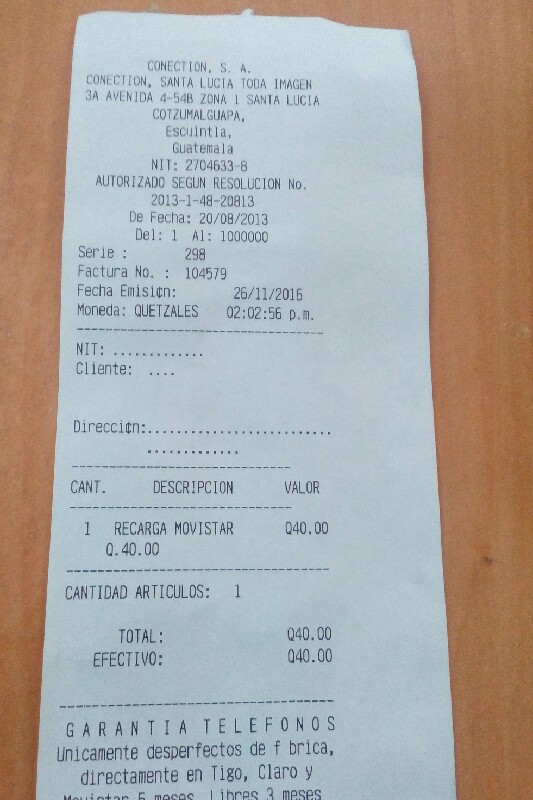 CONECTION, S. A.
CONECTION, SANTA LUCIA TODA IMAGEN
3A AVENIDA 4-54B ZONA 1 SANTA LUCIA
COTZUMALGUAPA,
Escuintla,
Guatemala
NIT: 2704633-8
AUTORIZADO SEGUN RESOLUCION No.
2013-1-48-20813
De Fecha: 20/08/2013
Del: 1 Al: 1000000
Serie : 298
Factura No. : 104579
Fecha Emisi¢n: 26/11/2016
Moneda: QUETZALES 02:02:56 p.m.
NIT: .............
Cliente: ....
Direcci¢n:.........................
.............
CANT. DESCRIPCION VALOR
1 RECARGA MOVISTAR Q40.00
Q.40.00
CANTIDAD ARTICULOS: 1
TOTAL: Q40.00
EFECTIVO: Q40.00
GARANTIA TELEFONOS
Unicamente desperfectos de f brica,
directamente en Tigo, Claro y
Movistar 6 meses, Libres 3 meses